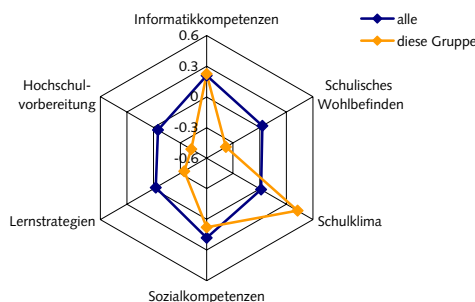 Informatikkompetenzen
alle
diese Gruppe
0.6
0.3
0
-0.3
-0.6
Hochschul-
vorbereitung
Schulisches
Wohlbefinden
Lernstrategien
Schulklima
Sozialkompetenzen